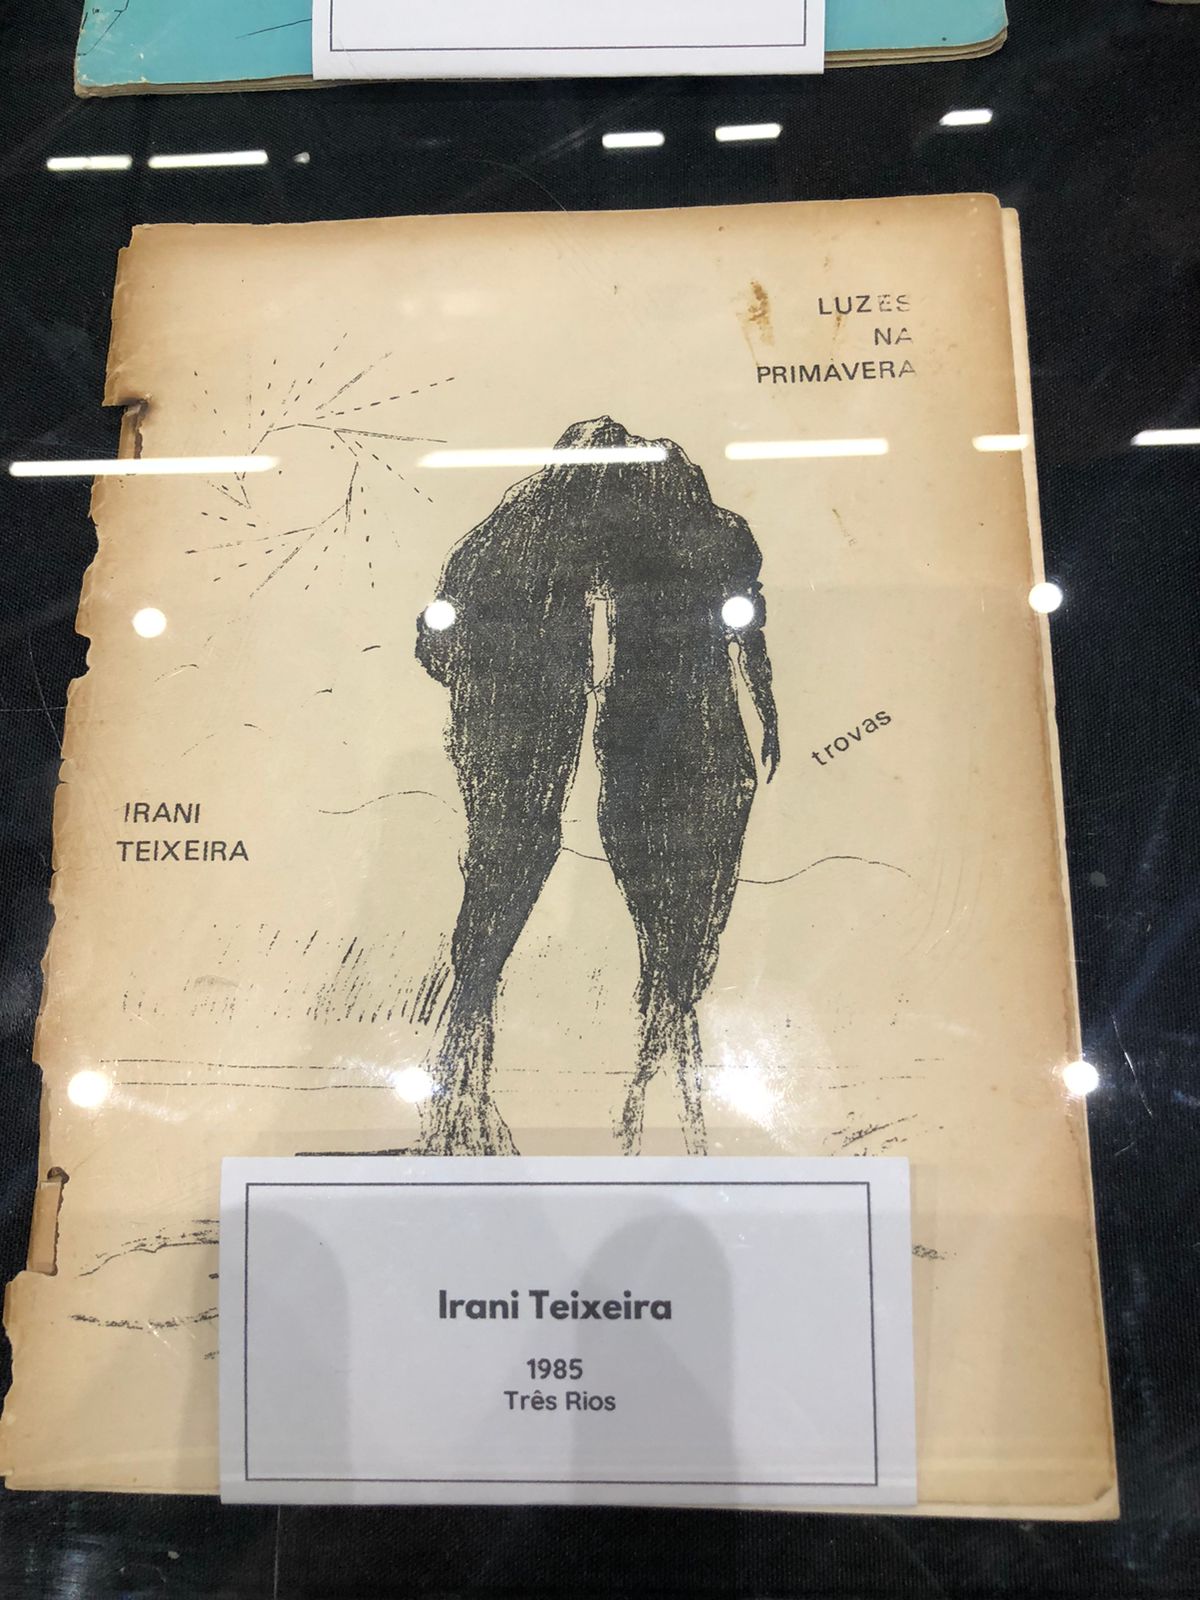 LUZES
NA
PRIMAVERA
trovas
IRANI
TEIXEIRA
Irani Teixeira
1985
Três Rios